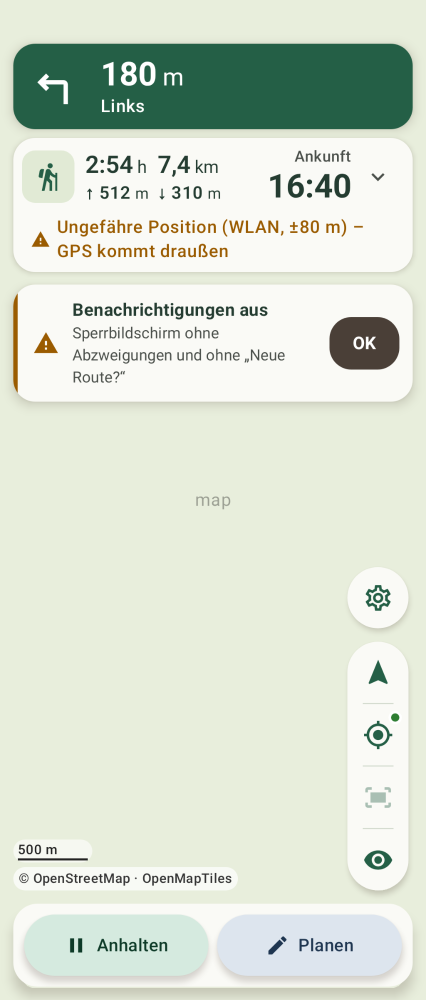 180 m
Links
2:54 h 7,4 km
↑ 512 m ↓ 310 m
Ankunft
16:40
Ungefähre Position (WLAN, ±80 m) –
GPS kommt draußen
Benachrichtigungen aus
Sperrbildschirm ohne
Abzweigungen und ohne „Neue
Route?“
OK
map
500 m
© OpenStreetMap · OpenMapTiles
Anhalten
Planen